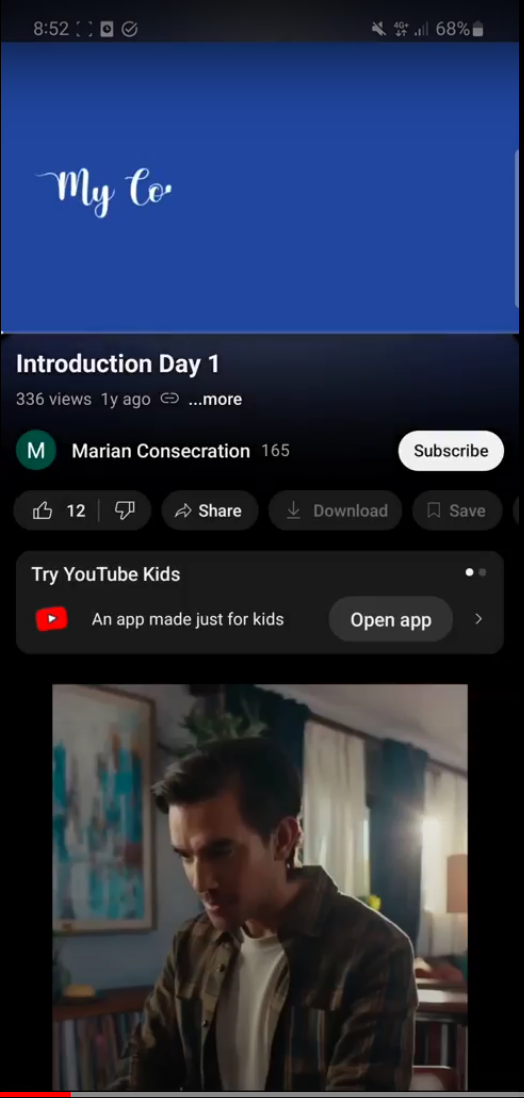 8:52 4G+ 68%
My Co
Introduction Day 1
336 views 1y ago ...more
M Marian Consecration 165 Subscribe
12 Share Download Save
Try YouTube Kids
An app made just for kids Open app